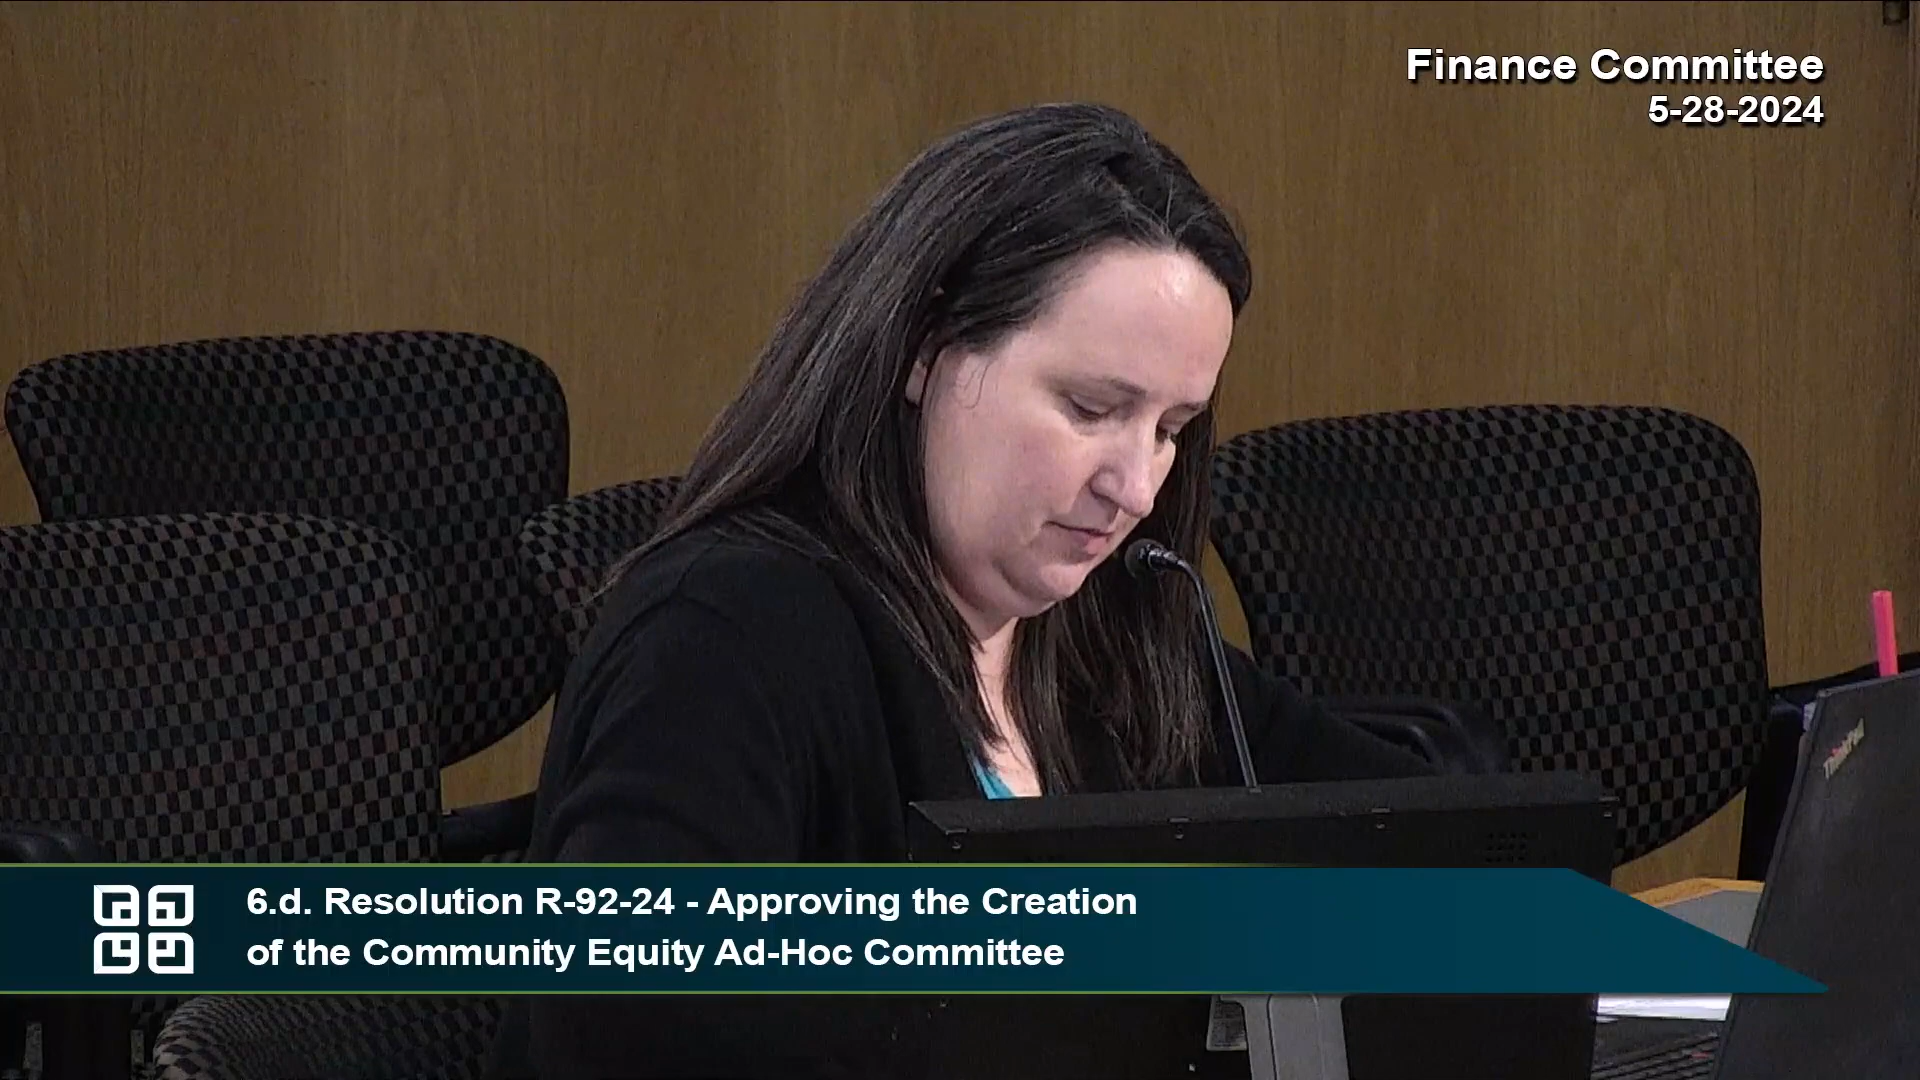 Finance Committee
5-28-2024
ThinkPad
6.d. Resolution R-92-24 - Approving the Creation
of the Community Equity Ad-Hoc Committee